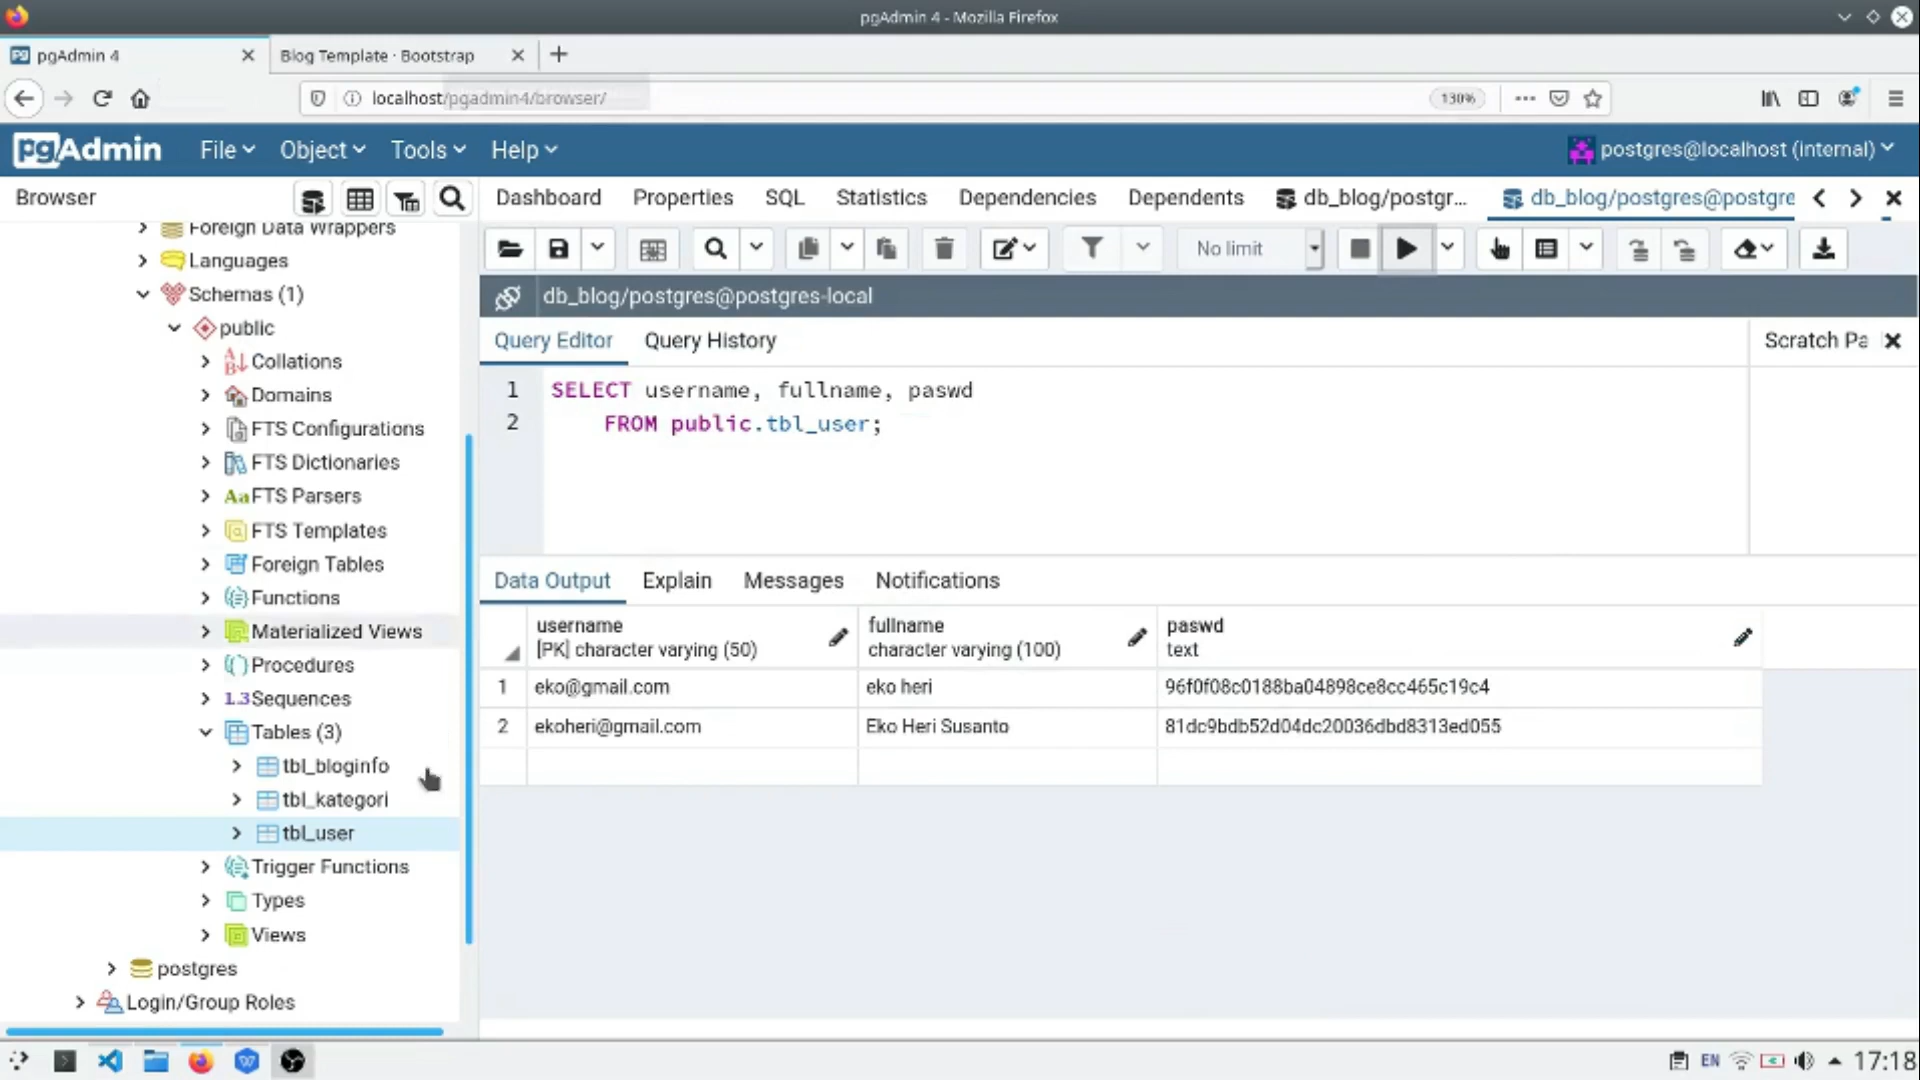 pgAdmin 4 - Mozilla Firefox
pgAdmin 4
Blog Template · Bootstrap
localhost/pgadmin4/browser/
130%
pgAdmin
File
Object
Tools
Help
postgres@localhost (internal)
Browser
Dashboard
Properties
SQL
Statistics
Dependencies
Dependents
db_blog/postgr...
db_blog/postgres@postgre
Foreign Data Wrappers
Languages
Schemas (1)
public
Collations
Domains
FTS Configurations
FTS Dictionaries
Aa FTS Parsers
FTS Templates
Foreign Tables
Functions
Materialized Views
Procedures
1.3 Sequences
Tables (3)
tbl_bloginfo
tbl_kategori
tbl_user
Trigger Functions
Types
Views
postgres
Login/Group Roles
No limit
db_blog/postgres@postgres-local
Query Editor
Query History
Scratch Pa
1 SELECT username, fullname, paswd
2 FROM public.tbl_user;
Data Output
Explain
Messages
Notifications
username
[PK] character varying (50)
fullname
character varying (100)
paswd
text
1 eko@gmail.com eko heri 96f0f08c0188ba04898ce8cc465c19c4
2 ekoheri@gmail.com Eko Heri Susanto 81dc9bdb52d04dc20036dbd8313ed055
EN
17:18